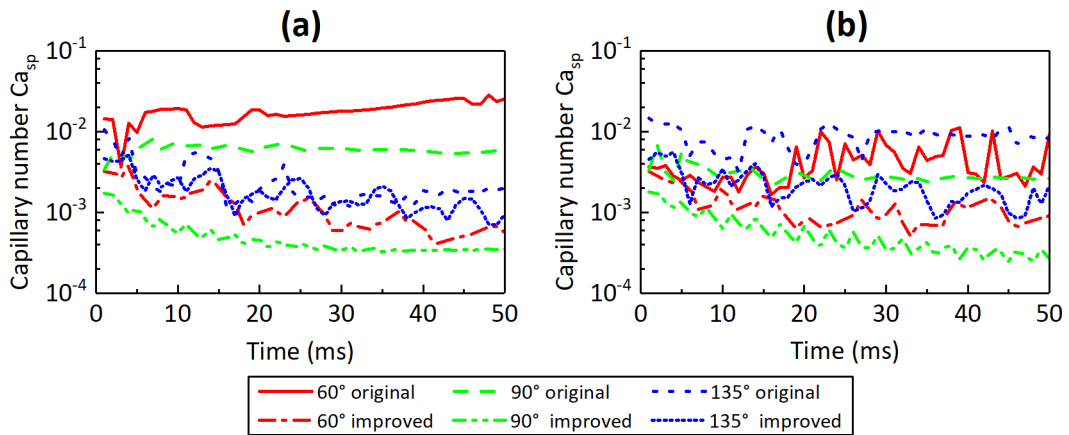 (a)
(b)
Capillary number Ca_sp
10⁻¹
10⁻²
10⁻³
10⁻⁴
0
10
20
30
40
50
Time (ms)
Capillary number Ca_sp
10⁻¹
10⁻²
10⁻³
10⁻⁴
0
10
20
30
40
50
Time (ms)
60° original
90° original
135° original
60° improved
90° improved
135° improved